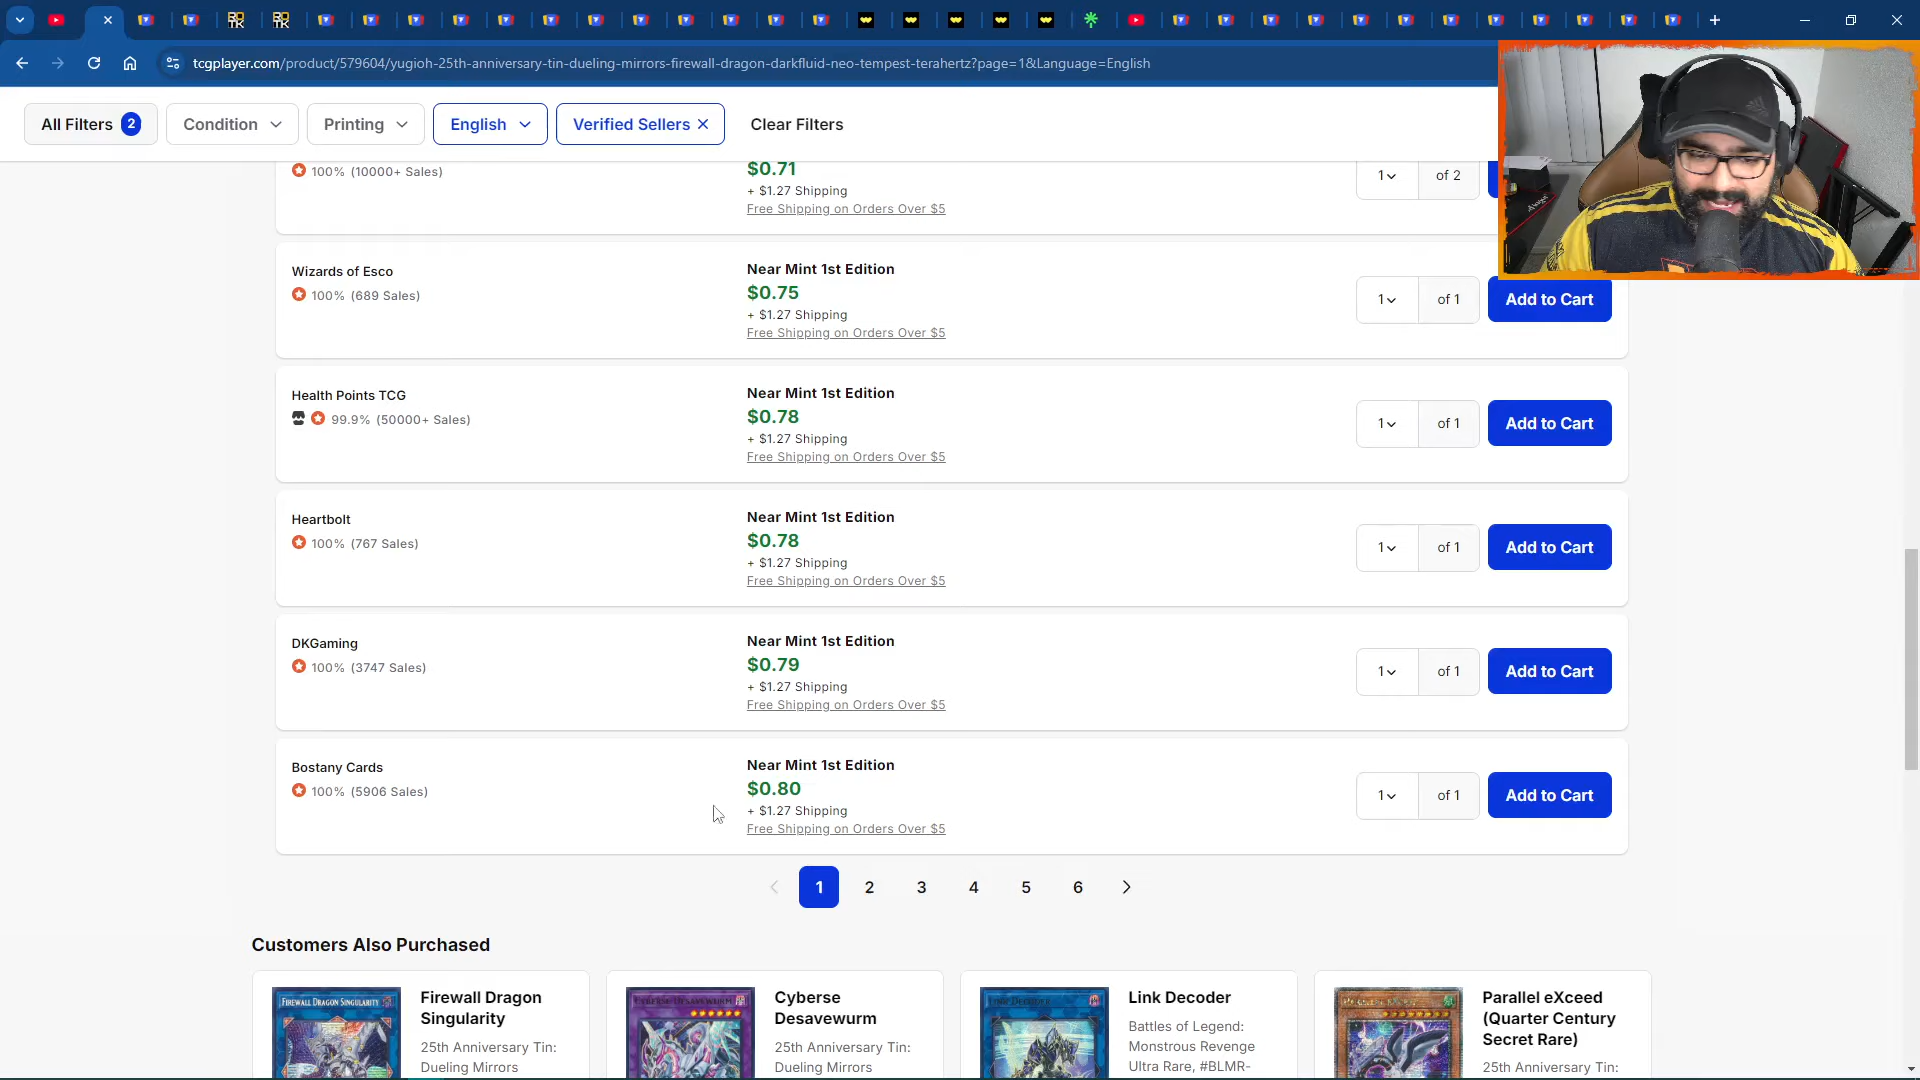 tcgplayer.com/product/579604/yugioh-25th-anniversary-tin-dueling-mirrors-firewall-dragon-darkfluid-neo-tempest-terahertz?page=1&Language=English
All Filters 2
Condition
Printing
English
Verified Sellers
Clear Filters
100% (10000+ Sales)
$0.71
+ $1.27 Shipping
Free Shipping on Orders Over $5
1
of 2
Wizards of Esco
100% (689 Sales)
Near Mint 1st Edition
$0.75
+ $1.27 Shipping
Free Shipping on Orders Over $5
1
of 1
Add to Cart
Health Points TCG
99.9% (50000+ Sales)
Near Mint 1st Edition
$0.78
+ $1.27 Shipping
Free Shipping on Orders Over $5
1
of 1
Add to Cart
Heartbolt
100% (767 Sales)
Near Mint 1st Edition
$0.78
+ $1.27 Shipping
Free Shipping on Orders Over $5
1
of 1
Add to Cart
DKGaming
100% (3747 Sales)
Near Mint 1st Edition
$0.79
+ $1.27 Shipping
Free Shipping on Orders Over $5
1
of 1
Add to Cart
Bostany Cards
100% (5906 Sales)
Near Mint 1st Edition
$0.80
+ $1.27 Shipping
Free Shipping on Orders Over $5
1
of 1
Add to Cart
1 2 3 4 5 6
Customers Also Purchased
FIREWALL DRAGON SINGULARITY
Firewall Dragon
Singularity
25th Anniversary Tin:
Dueling Mirrors
CYBERSE DESAVEWURM
Cyberse
Desavewurm
25th Anniversary Tin:
Dueling Mirrors
Link Decoder
Battles of Legend:
Monstrous Revenge
Ultra Rare, #BLMR-
Parallel eXceed
(Quarter Century
Secret Rare)
25th Anniversary Tin: